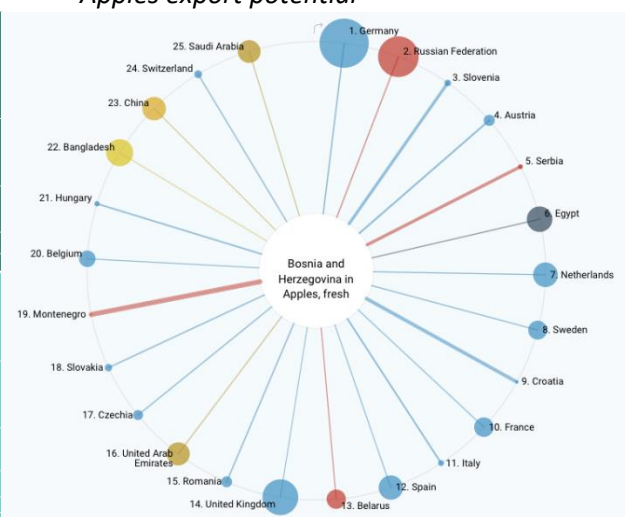 Apples export potential
1. Germany
2. Russian Federation
3. Slovenia
4. Austria
5. Serbia
6. Egypt
7. Netherlands
8. Sweden
9. Croatia
10. France
11. Italy
12. Spain
13. Belarus
14. United Kingdom
15. Romania
16. United Arab
Emirates
17. Czechia
18. Slovakia
19. Montenegro
20. Belgium
21. Hungary
22. Bangladesh
23. China
24. Switzerland
25. Saudi Arabia
Bosnia and
Herzegovina in
Apples, fresh